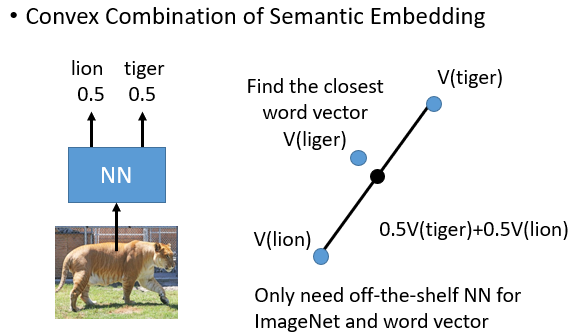 • Convex Combination of Semantic Embedding
lion tiger
0.5 0.5
NN
Find the closest
word vector
V(liger)
V(tiger)
V(lion)
0.5V(tiger)+0.5V(lion)
Only need off-the-shelf NN for
ImageNet and word vector